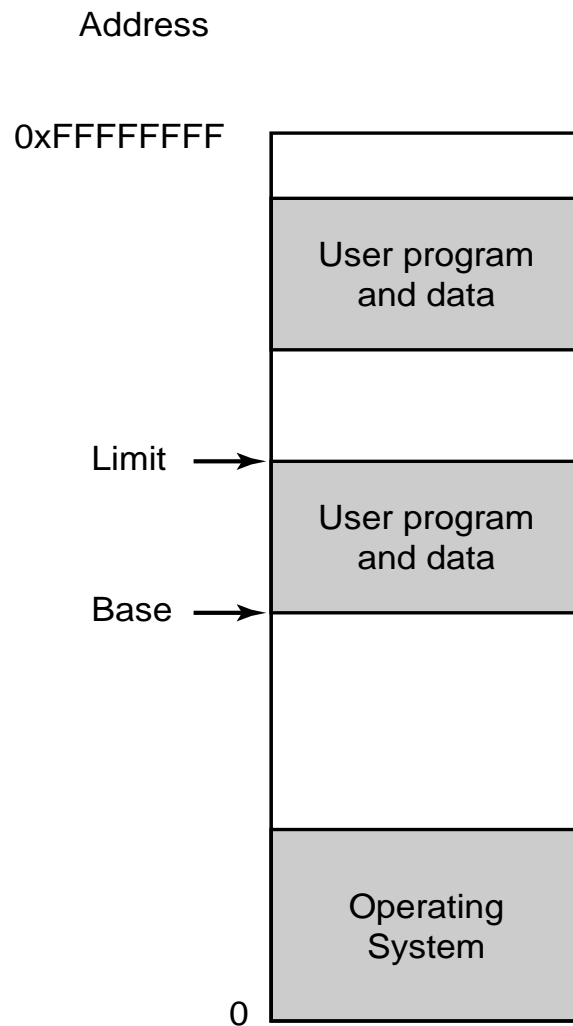 Address
0xFFFFFFFF
User program
and data
Limit
User program
and data
Base
Operating
System
0